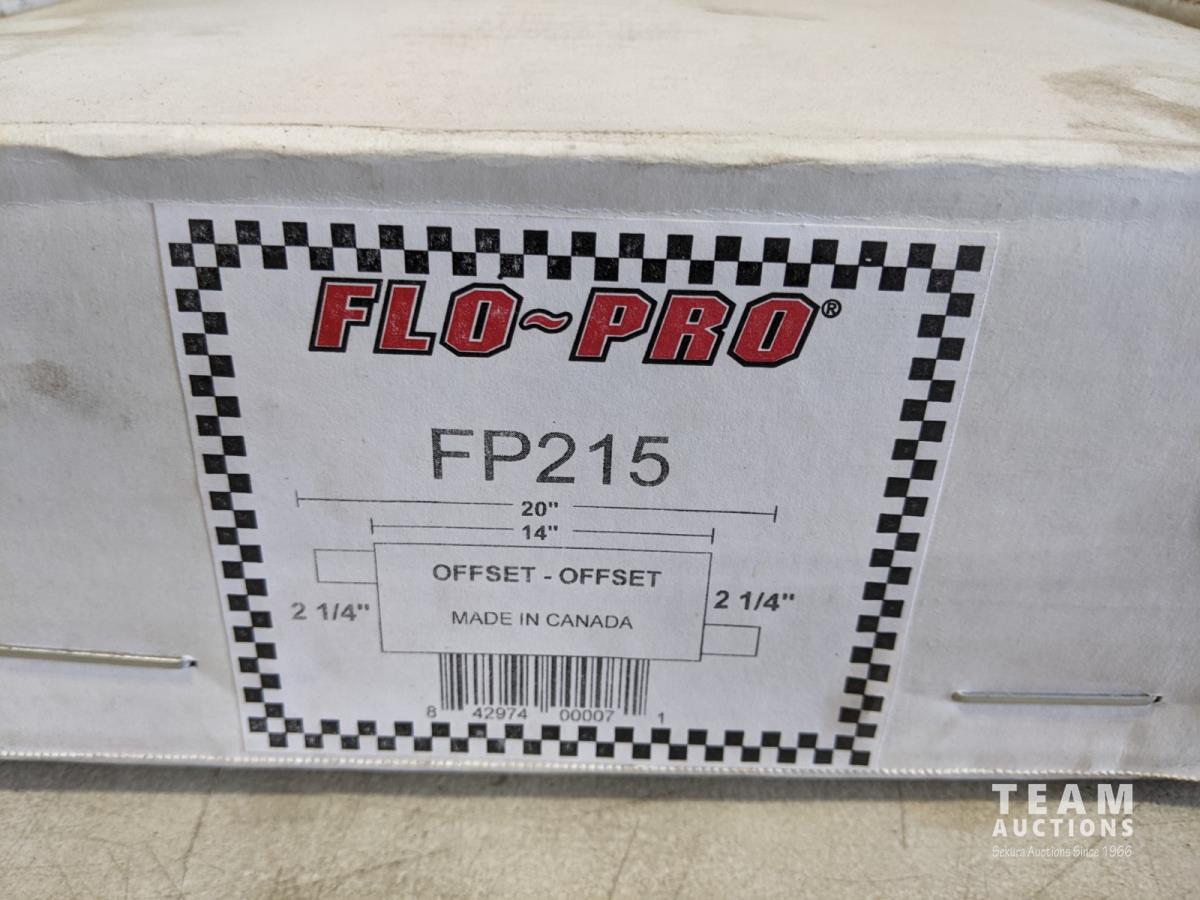 FLO~PRO®
FP215
20"
14"
OFFSET - OFFSET
2 1/4"
2 1/4"
MADE IN CANADA
8 42974 00007 1
TEAM
AUCTIONS
Sekura Auctions Since 1966